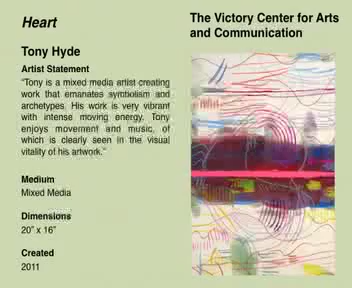 Heart
Tony Hyde
Artist Statement
“Tony is a mixed media artist creating
work that emanates symbolism and
archetypes. His work is very vibrant
with intense moving energy. Tony
enjoys movement and music, of
which is clearly seen in the visual
vitality of his artwork.”
Medium
Mixed Media
Dimensions
20” x 16”
Created
2011
The Victory Center for Arts
and Communication